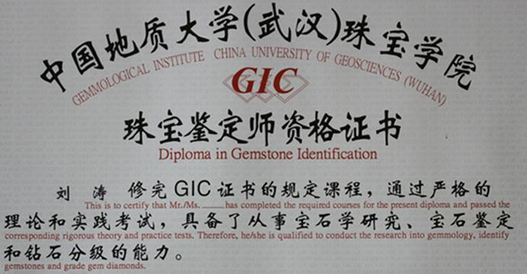 中国地质大学(武汉)珠宝学院
GEMMOLOGICAL INSTITUTE CHINA UNIVERSITY OF GEOSCIENCES (WUHAN)
GIC
珠宝鉴定师资格证书
Diploma in Gemstone Identification
刘 涛 修完GIC证书的规定课程，通过严格的
This is to certify that Mr./Ms. ____ has completed the required courses for the present diploma and passed the
理论和实践考试，具备了从事宝石学研究、宝石鉴定
corresponding rigorous theory and practice tests. Therefore, he/she is qualified to conduct the research into gemmology, identify
和钻石分级的能力。
gemstones and grade gem diamonds.